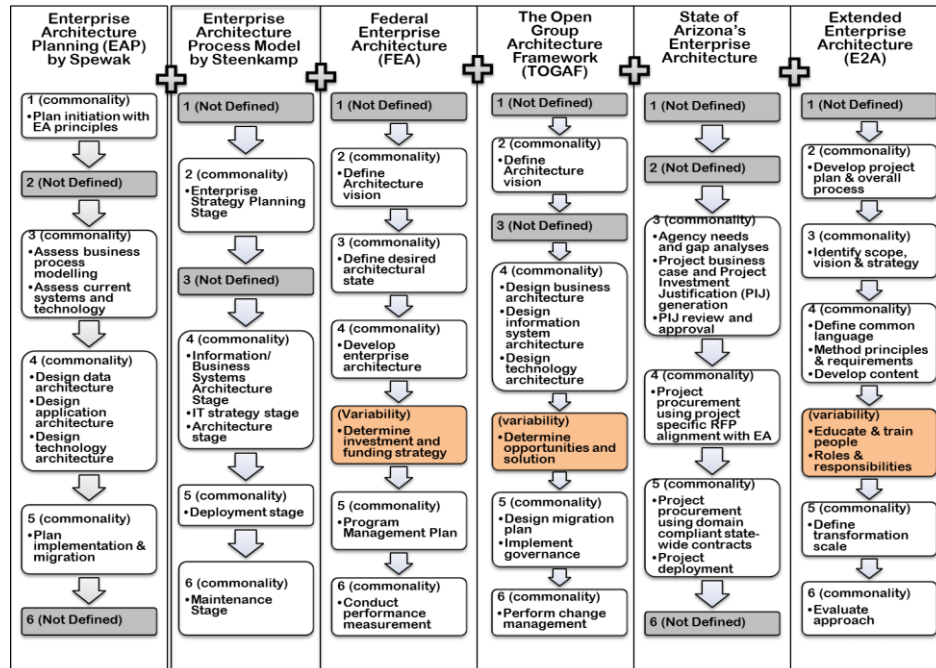 Enterprise
Architecture
Planning (EAP)
by Spewak
1 (commonality)
•Plan initiation with
EA principles
2 (Not Defined)
3 (commonality)
•Assess business
process
modelling
•Assess current
systems and
technology
4 (commonality)
•Design data
architecture
•Design
application
architecture
•Design
technology
architecture
5 (commonality)
•Plan
implementation &
migration
6 (Not Defined)
Enterprise
Architecture
Process Model
by Steenkamp
1 (Not Defined)
2 (commonality)
•Enterprise
Strategy Planning
Stage
3 (Not Defined)
4 (commonality)
•Information/
Business
Systems
Architecture
Stage
•IT strategy stage
•Architecture
stage
5 (commonality)
•Deployment stage
6 (commonality)
•Maintenance
Stage
Federal
Enterprise
Architecture
(FEA)
1 (Not Defined)
2 (commonality)
•Define
Architecture
vision
3 (commonality)
•Define desired
architectural
state
4 (commonality)
•Develop
enterprise
architecture
(Variability)
•Determine
investment and
funding strategy
5 (commonality)
•Program
Management Plan
6 (commonality)
•Conduct
performance
measurement
The Open
Group
Architecture
Framework
(TOGAF)
1 (Not Defined)
2 (commonality)
•Define
Architecture
vision
3 (Not Defined)
4 (commonality)
•Design business
architecture
•Design
information
system
architecture
•Design
technology
architecture
(variability)
•Determine
opportunities and
solution
5 (commonality)
•Design migration
plan
•Implement
governance
6 (commonality)
•Perform change
management
State of
Arizona's
Enterprise
Architecture
1 (Not Defined)
2 (Not Defined)
3 (commonality)
•Agency needs
and gap analyses
•Project business
case and Project
Investment
Justification (PIJ)
generation
•PIJ review and
approval
4 (commonality)
•Project
procurement
using project
specific RFP
alignment with EA
5 (commonality)
•Project
procurement
using domain
compliant state-
wide contracts
•Project
deployment
6 (Not Defined)
Extended
Enterprise
Architecture
(E2A)
1 (Not Defined)
2 (commonality)
•Develop project
plan & overall
process
3 (commonality)
•Identify scope,
vision & strategy
4 (commonality)
•Define common
language
•Method principles
& requirements
•Develop content
(variability)
•Educate & train
people
•Roles &
responsibilities
5 (commonality)
•Define
transformation
scale
6 (commonality)
•Evaluate
approach